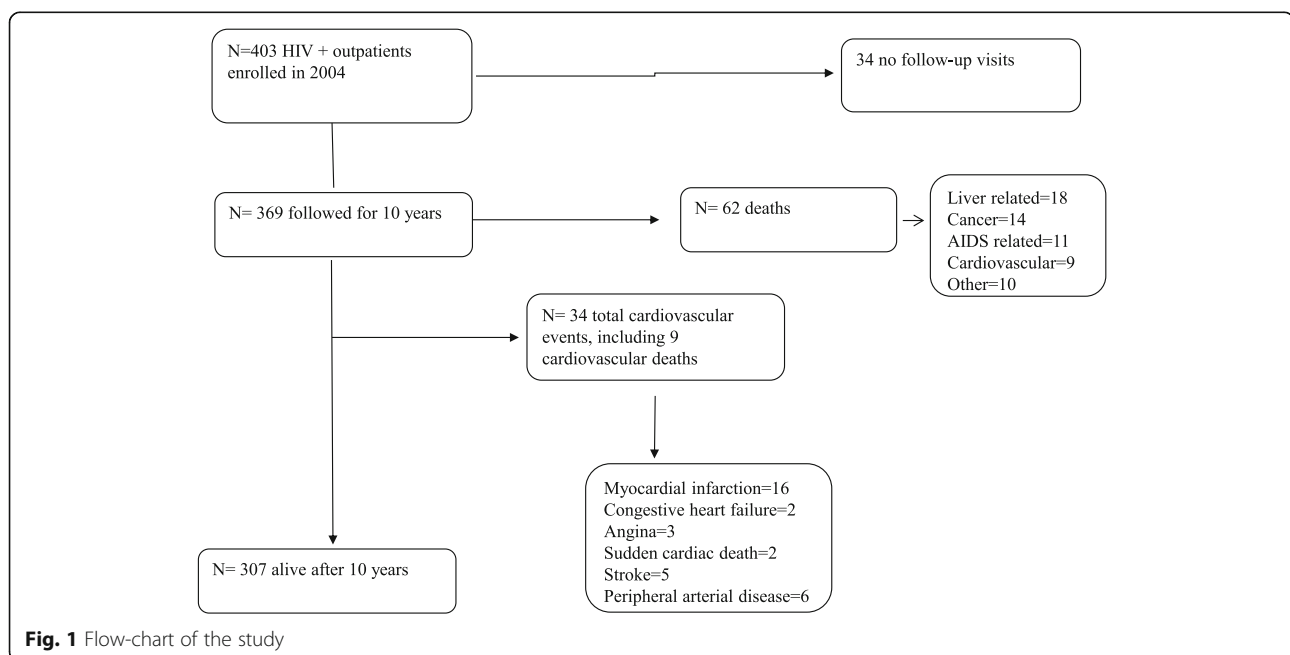 N=403 HIV + outpatients
enrolled in 2004
34 no follow-up visits
N= 369 followed for 10 years
N= 62 deaths
Liver related=18
Cancer=14
AIDS related=11
Cardiovascular=9
Other=10
N= 34 total cardiovascular
events, including 9
cardiovascular deaths
Myocardial infarction=16
Congestive heart failure=2
Angina=3
Sudden cardiac death=2
Stroke=5
Peripheral arterial disease=6
N= 307 alive after 10 years
Fig. 1 Flow-chart of the study